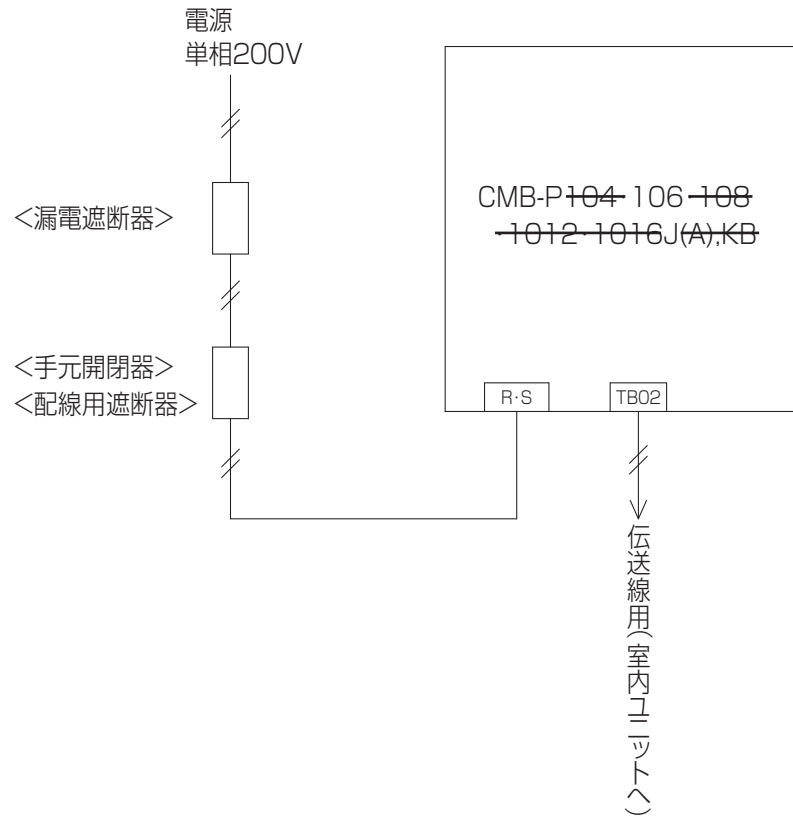 電源
単相200V
<漏電遮断器>
<手元開閉器>
<配線用遮断器>
CMB-P104·106·108
·1012·1016J(A),KB
R·S
TB02
伝送線用(室内ユニットへ)